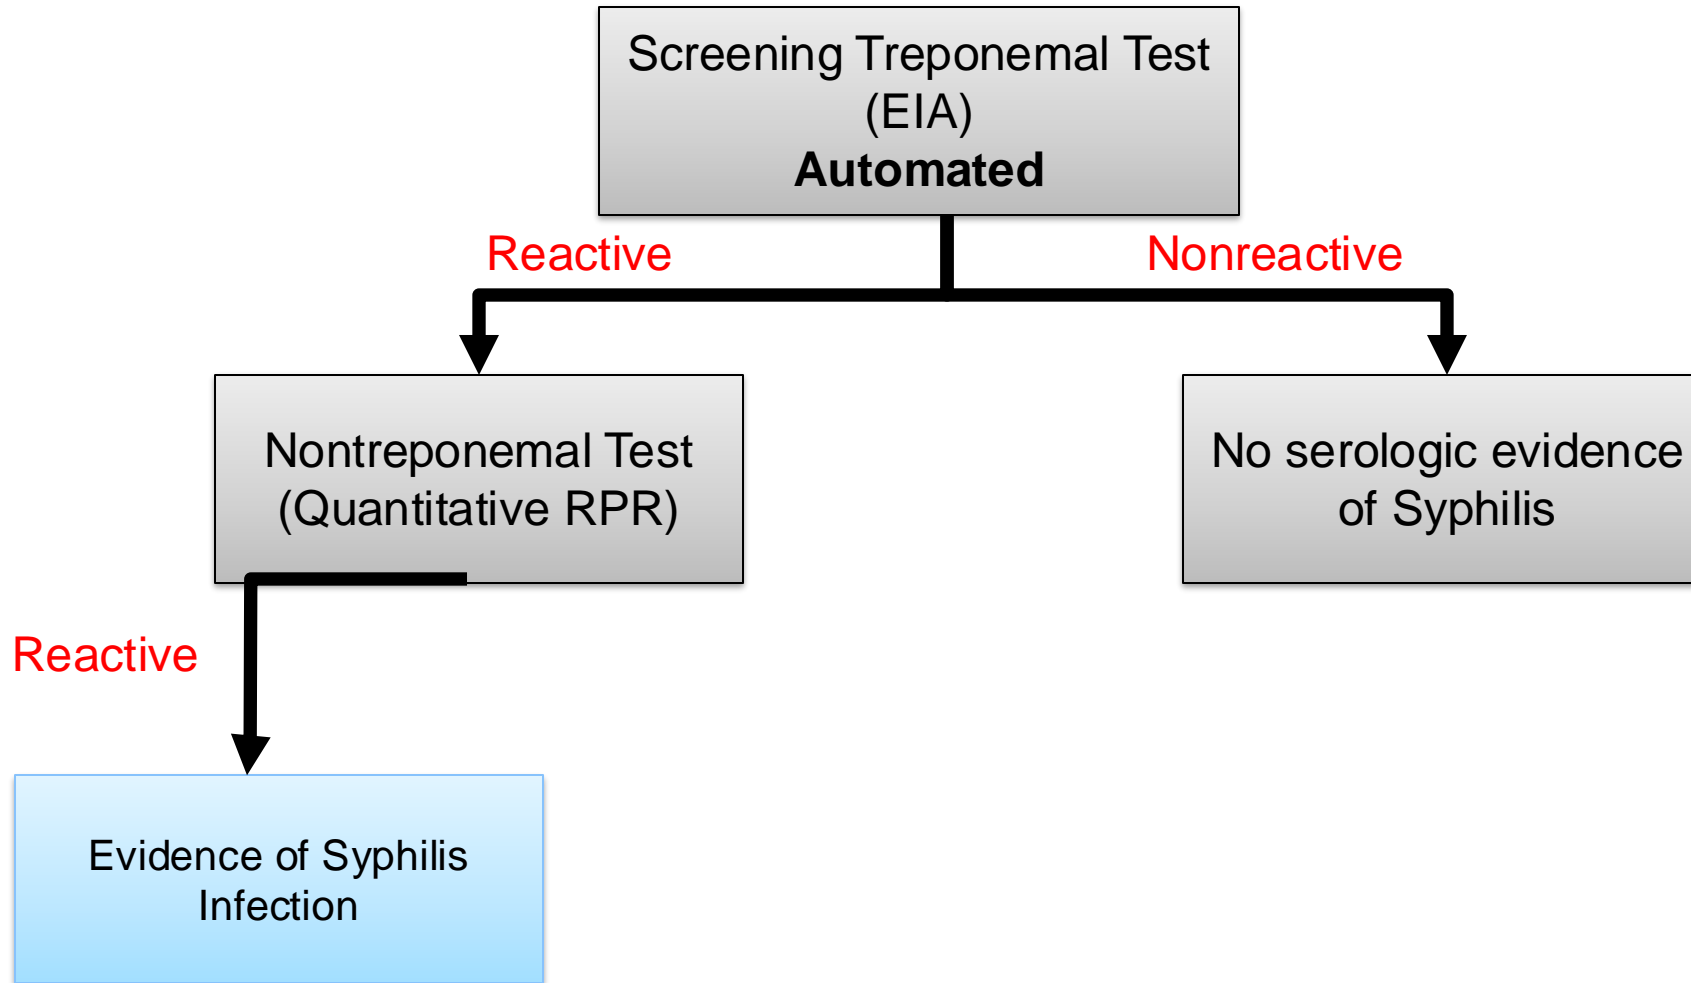 Screening Treponemal Test
(EIA)
Automated
Reactive
Nonreactive
Nontreponemal Test
(Quantitative RPR)
No serologic evidence
of Syphilis
Reactive
Evidence of Syphilis
Infection